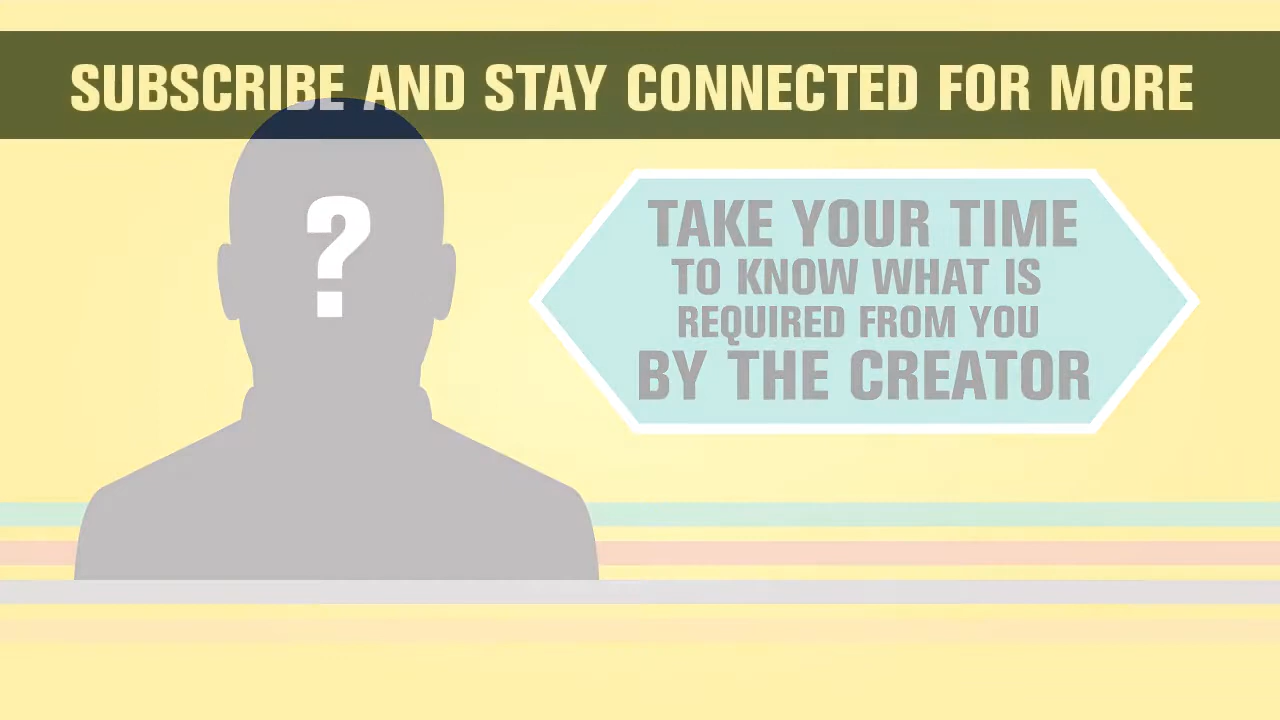 SUBSCRIBE AND STAY CONNECTED FOR MORE
?
TAKE YOUR TIME
TO KNOW WHAT IS
REQUIRED FROM YOU
BY THE CREATOR